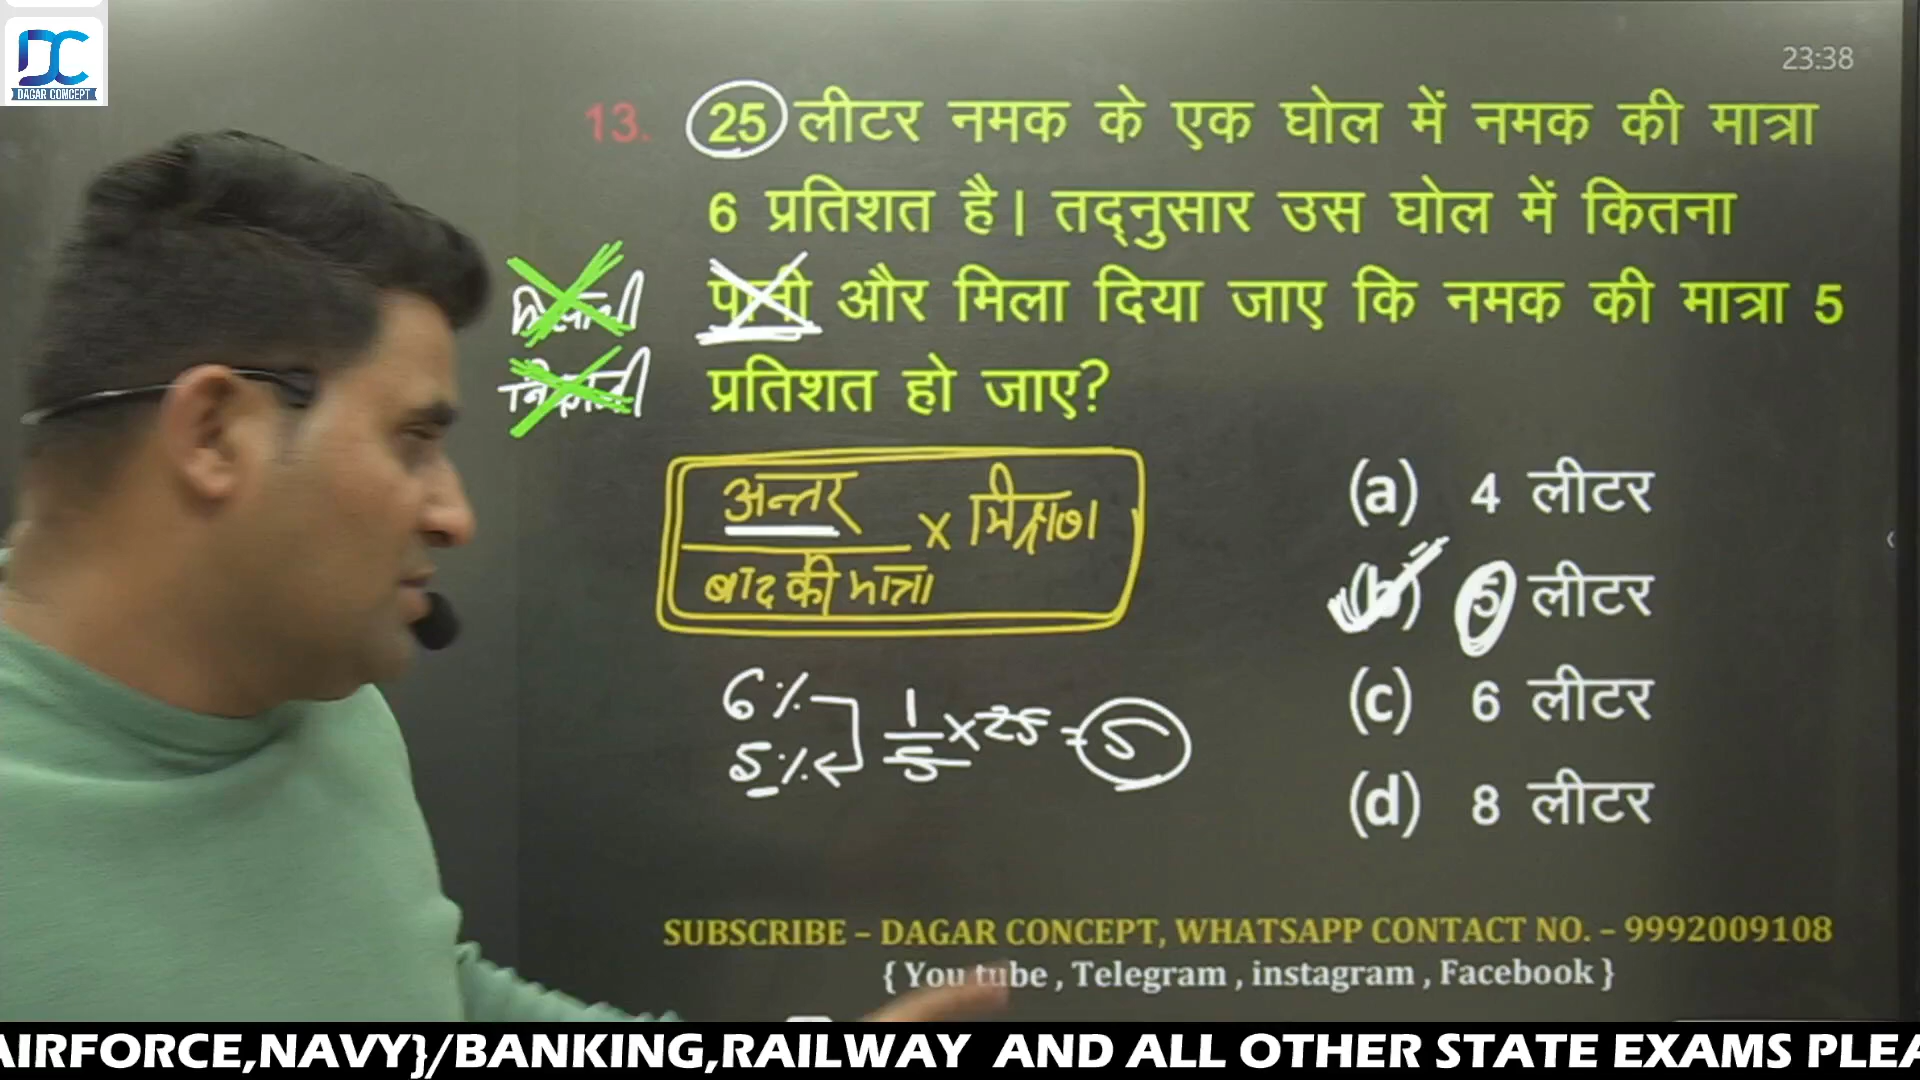 DC
DAGAR CONCEPT
23:38
13. 25 लीटर नमक के एक घोल में नमक की मात्रा
6 प्रतिशत है। तद्नुसार उस घोल में कितना
पानी और मिला दिया जाए कि नमक की मात्रा 5
प्रतिशत हो जाए?
अन्तर × मिश्रण
बाद की मात्रा
6%
5%
1/5 × 25 = 5
(a) 4 लीटर
(b) 5 लीटर
(c) 6 लीटर
(d) 8 लीटर
SUBSCRIBE – DAGAR CONCEPT, WHATSAPP CONTACT NO. – 9992009108
{ You tube , Telegram , instagram , Facebook }
AIRFORCE,NAVY}/BANKING,RAILWAY AND ALL OTHER STATE EXAMS PLEA